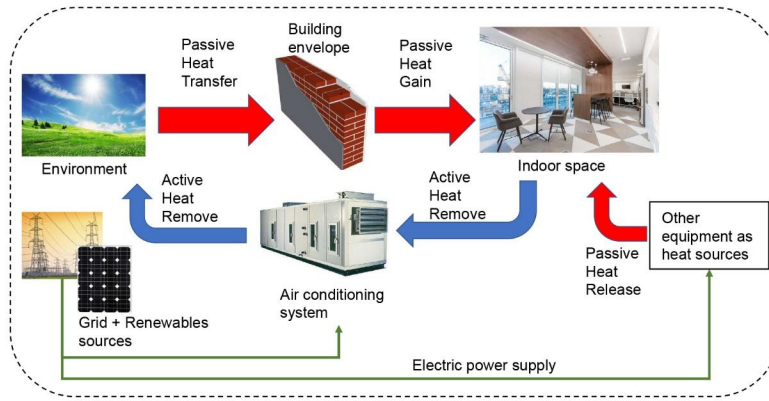 Passive
Heat
Transfer
Building
envelope
Passive
Heat
Gain
Environment
Indoor space
Active
Heat
Remove
Active
Heat
Remove
Other
equipment as
heat sources
Passive
Heat
Release
Air conditioning
system
Grid + Renewables
sources
Electric power supply